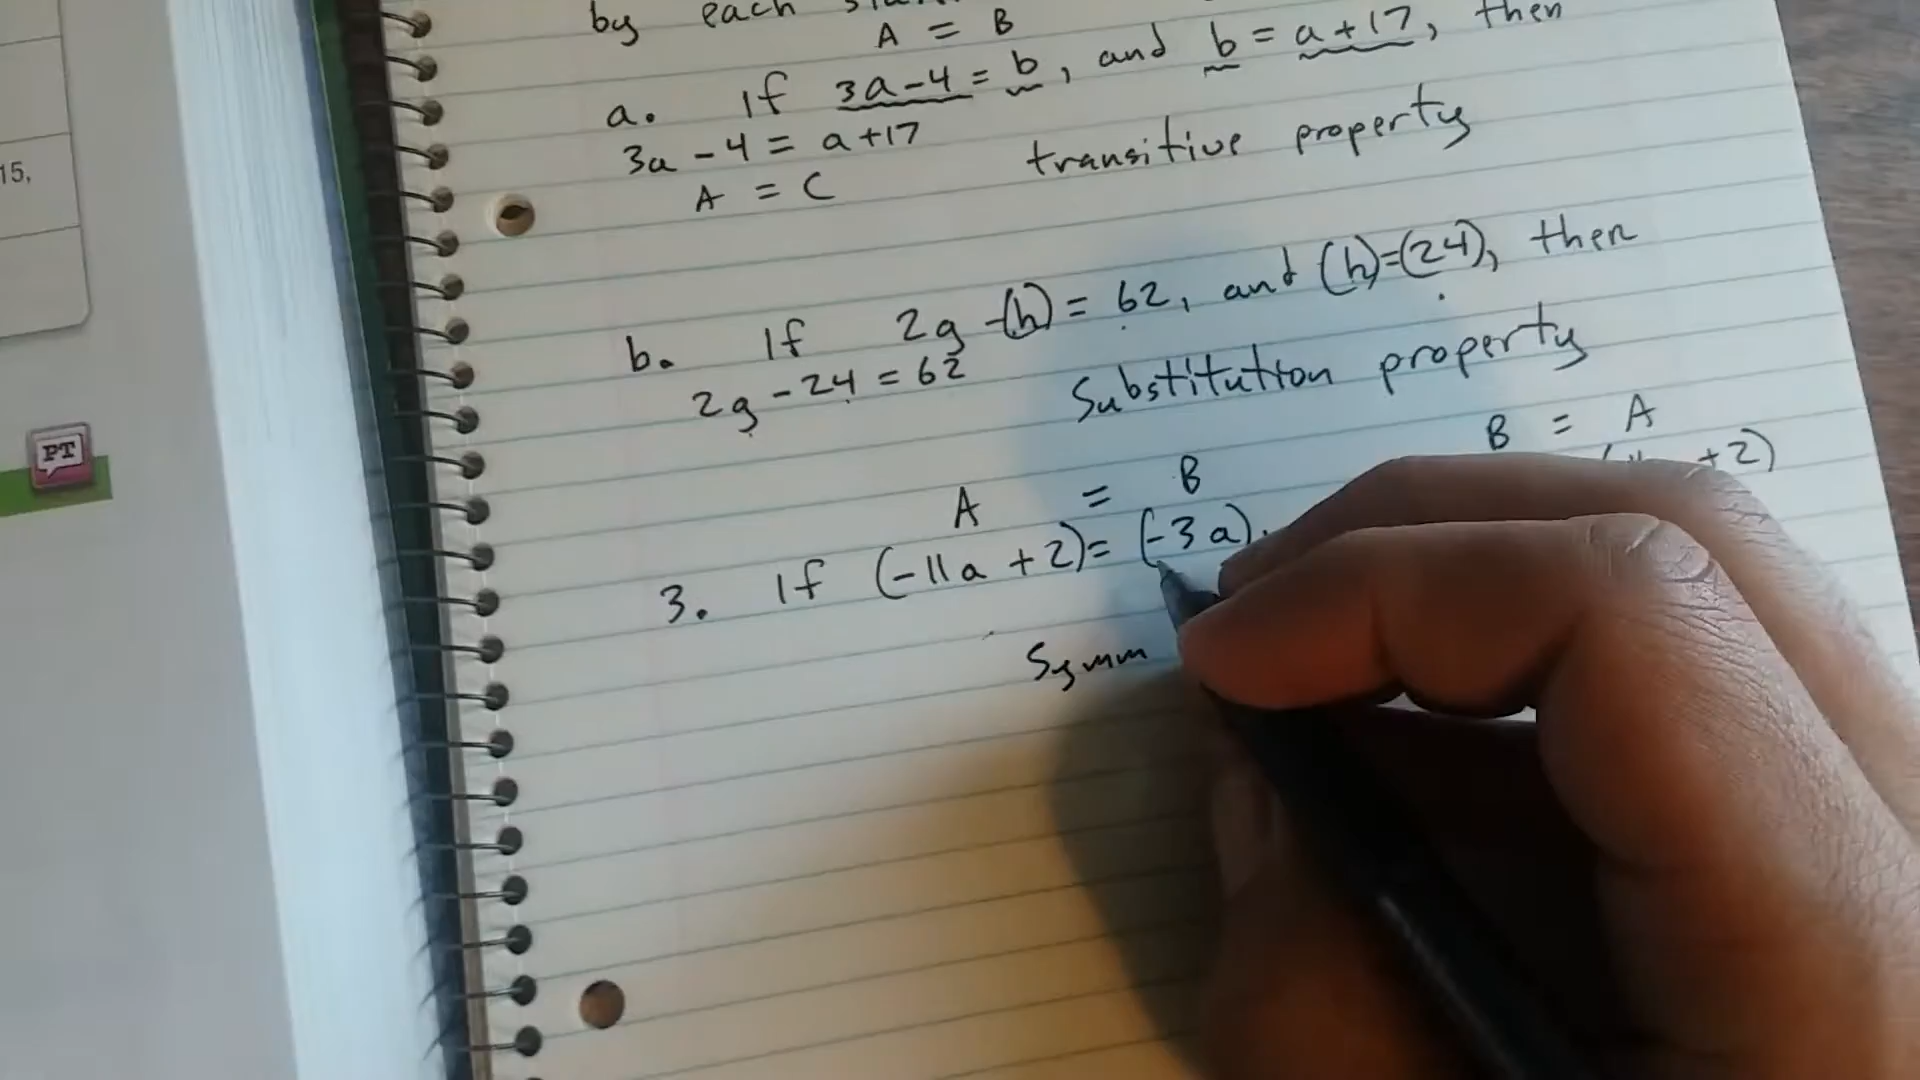 by each
A = B
a. If 3a-4 = b, and b = a+17, then
3a - 4 = a+17
transitive property
A = C
b. If 2g -(h) = 62, and (h)=(24), then
2g - 24 = 62
Substitution property
A = B
B = A
+2)
3. If (-11a + 2)= (-3a),
Symm
15,
PT